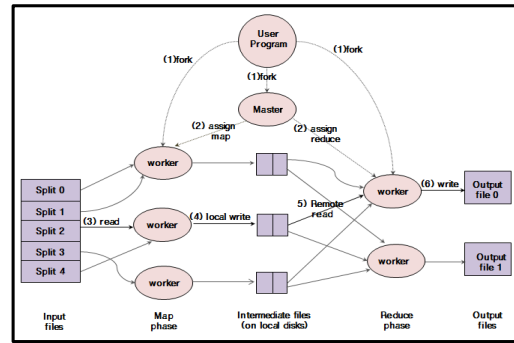 User
Program
(1)fork
(1)fork
(1)fork
Master
(2) assign
map
(2) assign
reduce
worker
worker
worker
Split 0
Split 1
Split 2
Split 3
Split 4
(3) read
(4) local write
5) Remote
read
worker
worker
(6) write
Output
file 0
Output
file 1
Input
files
Map
phase
Intermediate files
(on local disks)
Reduce
phase
Output
files